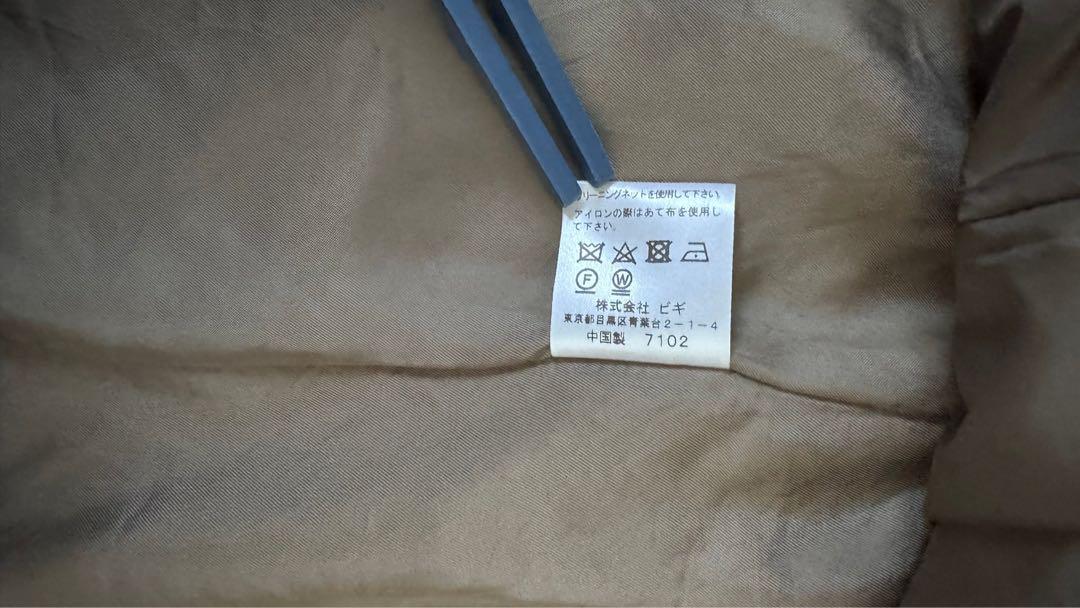 リーニングネットを使用して下さい。
アイロンの際はあて布を使用し
て下さい。
F W
株式会社 ビギ
東京都目黒区青葉台2-1-4
中国製 7102